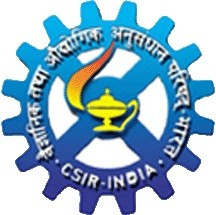 वैज्ञानिक तथा औद्योगिक अनुसंधान परिषद भारत
CSIR-INDIA